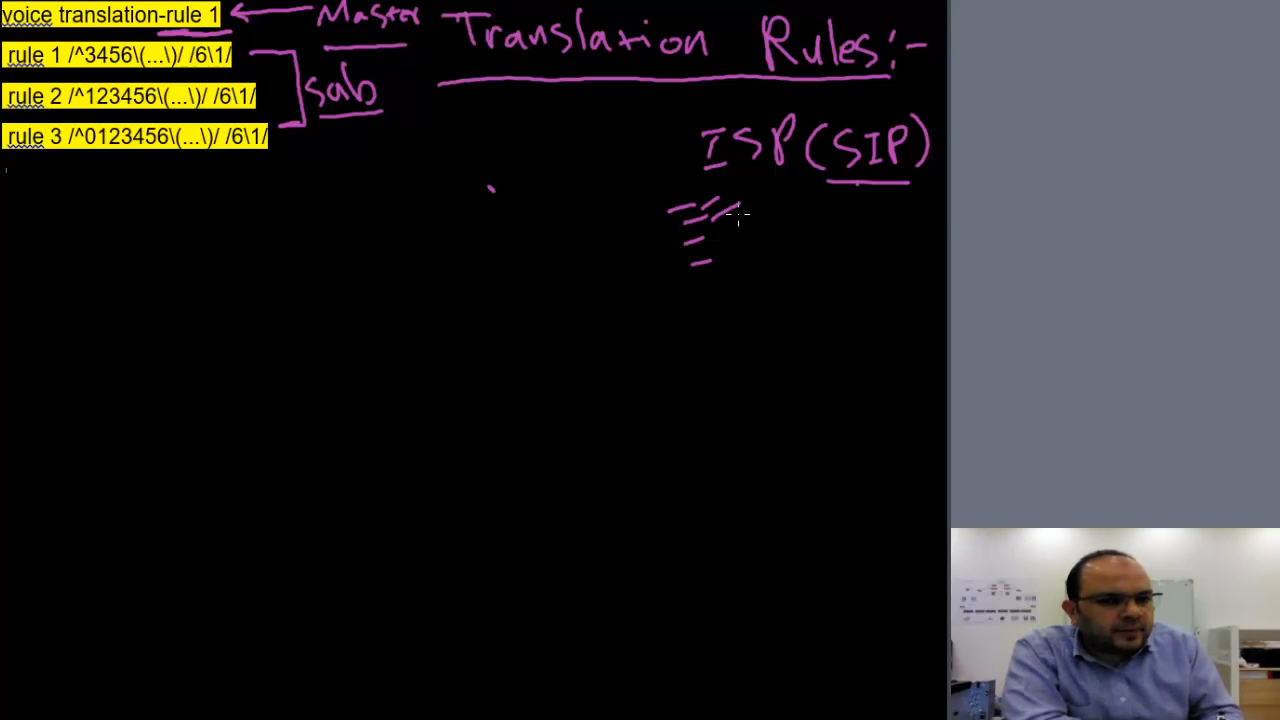 voice translation-rule 1
rule 1 /^3456\(...\)/ /6\1/
rule 2 /^123456\(...\)/ /6\1/
rule 3 /^0123456\(...\)/ /6\1/
Master
sub
Translation Rules:-
ISP (SIP)